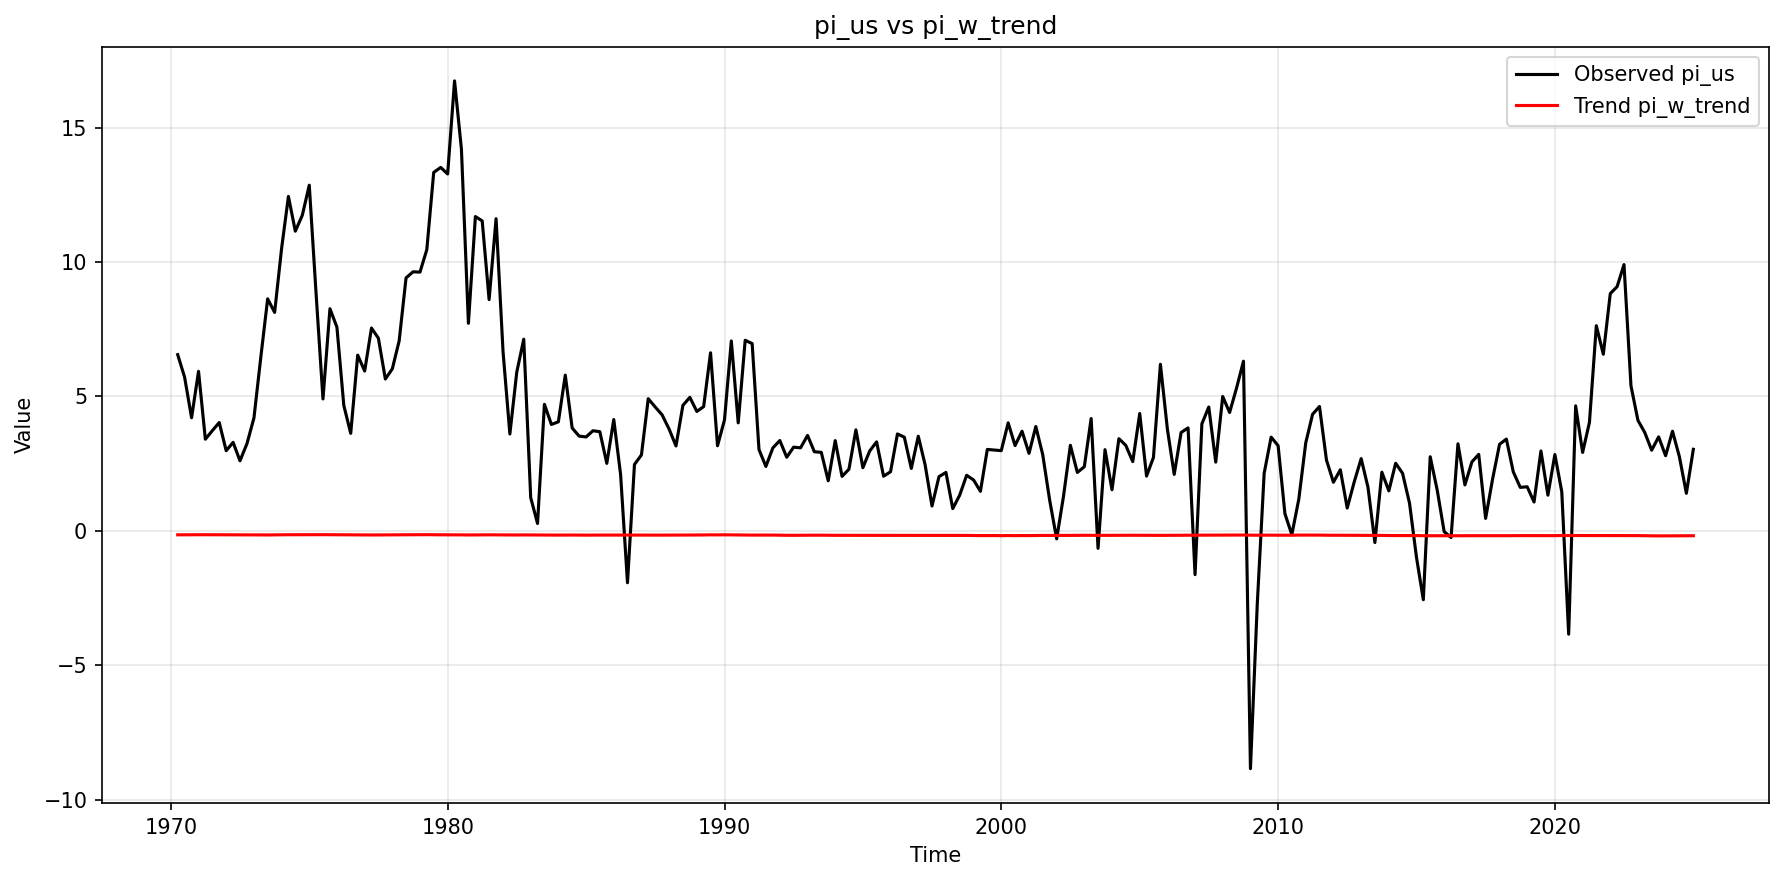 pi_us vs pi_w_trend
Observed pi_us
Trend pi_w_trend
Value
15
10
5
0
−5
−10
1970
1980
1990
2000
2010
2020
Time